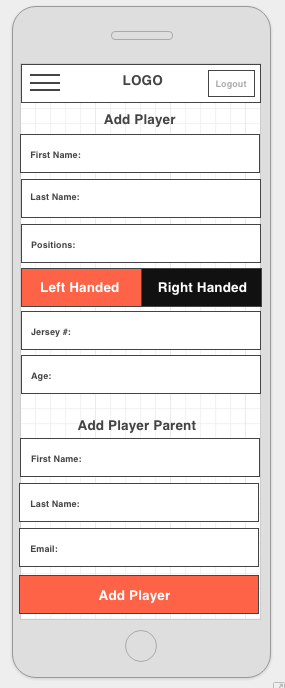 LOGO
Logout
Add Player
First Name:
Last Name:
Positions:
Left Handed
Right Handed
Jersey #:
Age:
Add Player Parent
First Name:
Last Name:
Email:
Add Player